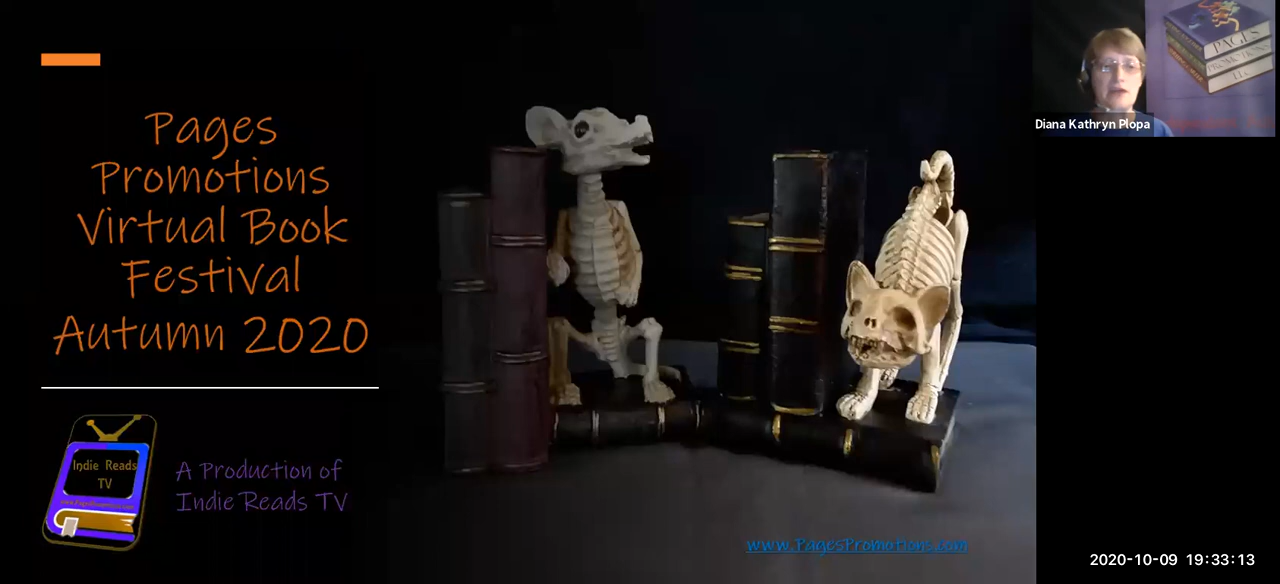 Pages
Promotions
Virtual Book
Festival
Autumn 2020
Indie Reads
TV
A Production of
Indie Reads TV
www.PagesPromotions.com
PAGES
PROMOTIONS
LLC
Diana Kathryn Plopa
2020-10-09 19:33:13